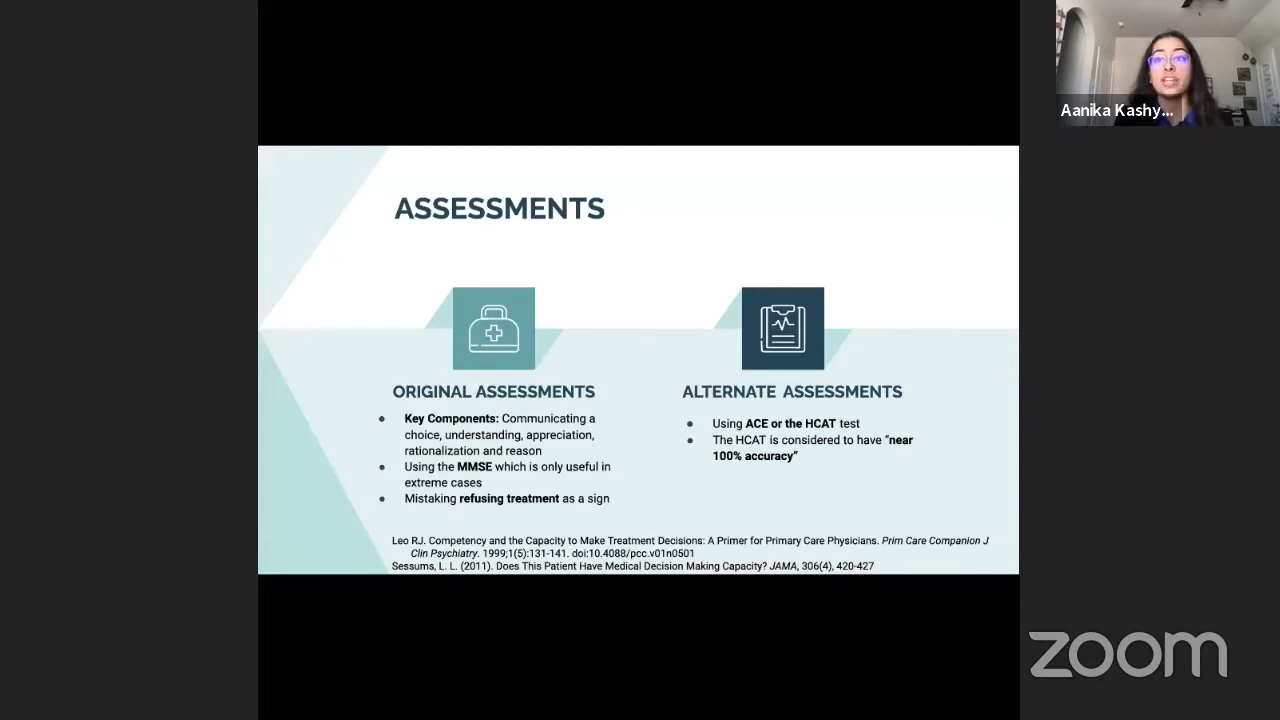 Aanika Kashy...
ASSESSMENTS
ORIGINAL ASSESSMENTS
● Key Components: Communicating a
choice, understanding, appreciation,
rationalization and reason
● Using the MMSE which is only useful in
extreme cases
● Mistaking refusing treatment as a sign
ALTERNATE ASSESSMENTS
● Using ACE or the HCAT test
● The HCAT is considered to have “near
100% accuracy”
Leo RJ. Competency and the Capacity to Make Treatment Decisions: A Primer for Primary Care Physicians. Prim Care Companion J
Clin Psychiatry. 1999;1(5):131-141. doi:10.4088/pcc.v01n0501
Sessums, L. L. (2011). Does This Patient Have Medical Decision Making Capacity? JAMA, 306(4), 420-427
zoom